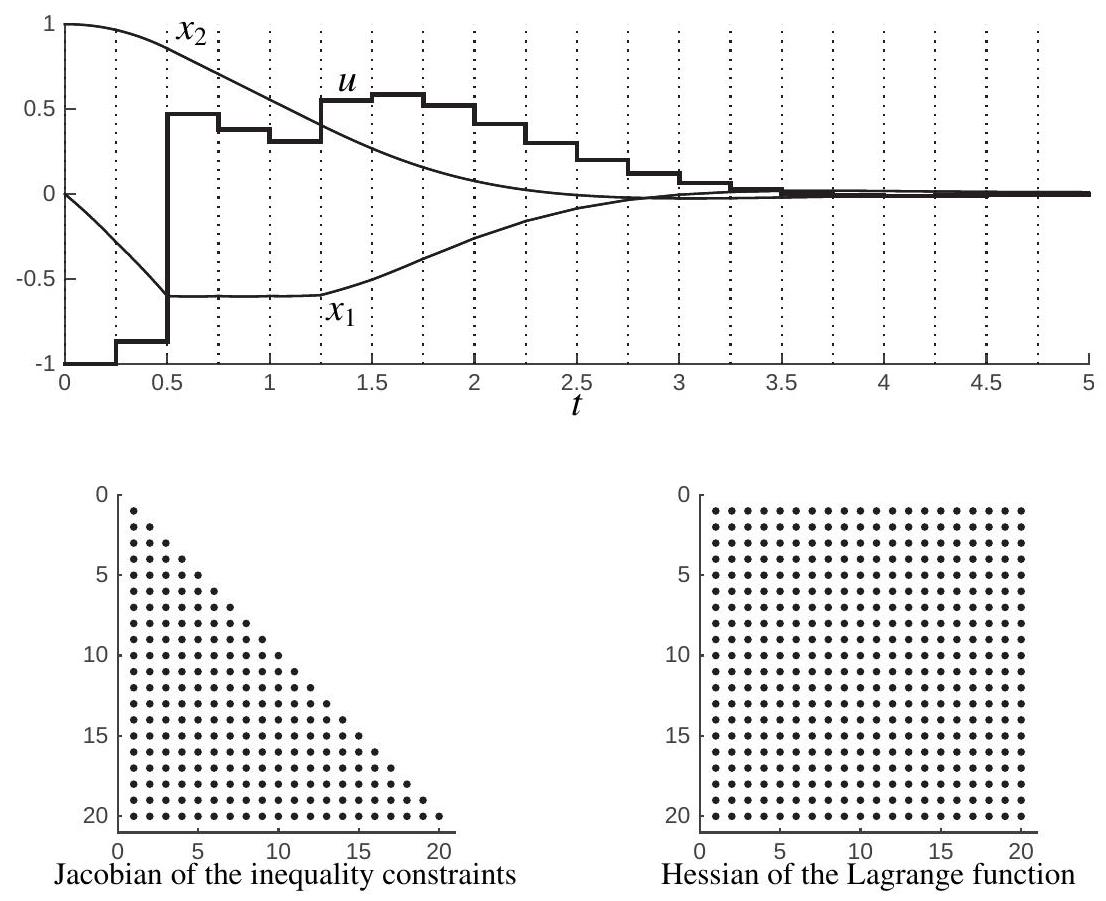 1
x₂
u
0.5
0
-0.5
x₁
-1
0 0.5 1 1.5 2 2.5 3 3.5 4 4.5 5
t
0 0
5 5
10 10
15 15
20 20
0 5 10 15 20 0 5 10 15 20
Jacobian of the inequality constraints Hessian of the Lagrange function